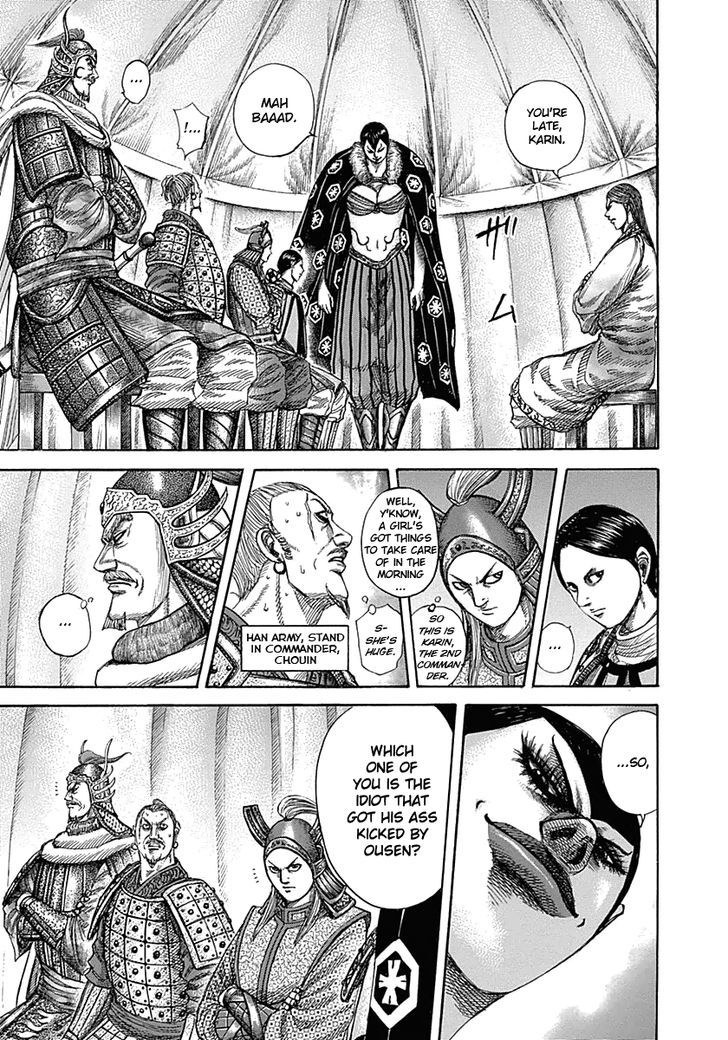 YOU'RE
LATE,
KARIN.
MAH
BAAAD.
!...
...
...
WELL,
Y'KNOW,
A GIRL'S
GOT THINGS
TO TAKE
CARE OF IN THE
MORNING
...
SO
THIS IS
KARIN,
THE 2ND
COMMAN-
DER.
S-
SHE'S
HUGE.
HAN ARMY, STAND
IN COMMANDER,
CHOUIN
...
...SO,
WHICH
ONE OF
YOU IS THE
IDIOT THAT
GOT HIS ASS
KICKED BY
OUSEN?